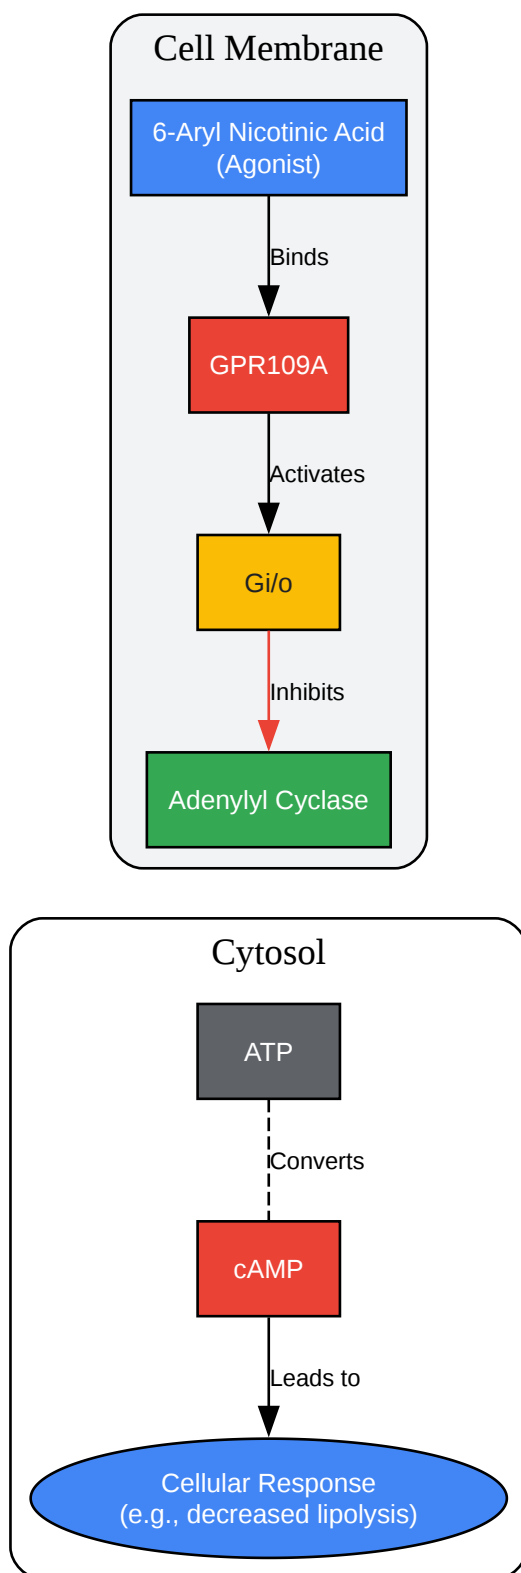 Cell Membrane
6-Aryl Nicotinic Acid
(Agonist)
Binds
GPR109A
Activates
Gi/o
Inhibits
Adenylyl Cyclase
Cytosol
ATP
Converts
cAMP
Leads to
Cellular Response
(e.g., decreased lipolysis)